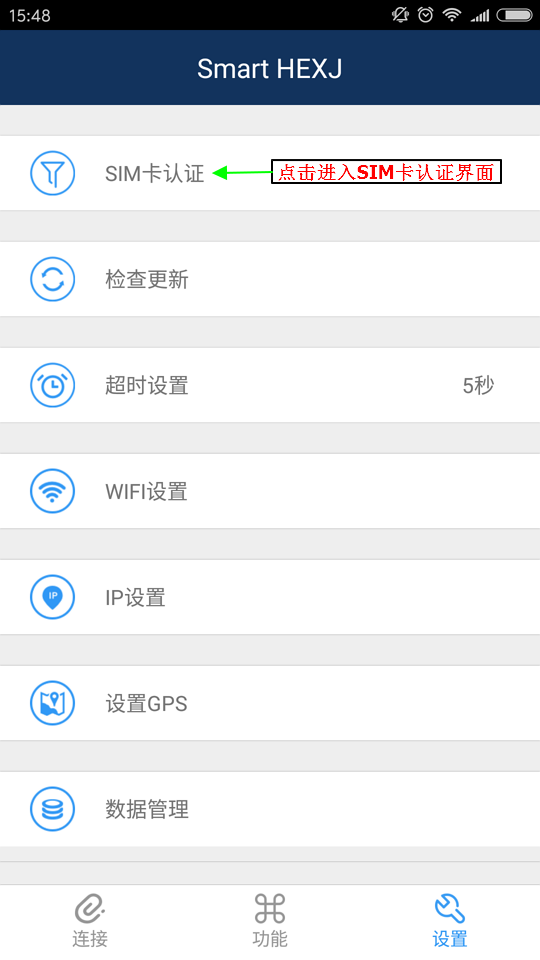 15:48
Smart HEXJ
SIM卡认证
点击进入SIM卡认证界面
检查更新
超时设置
5秒
WIFI设置
IP
IP设置
设置GPS
数据管理
连接
功能
设置